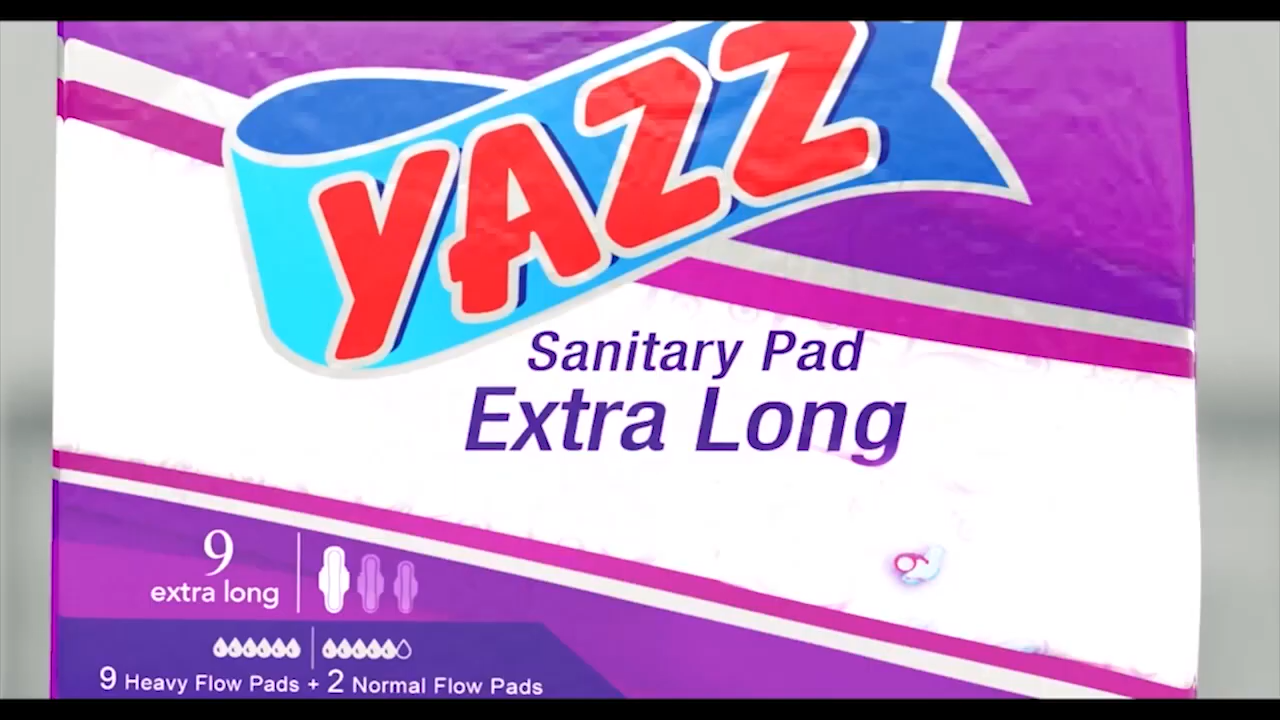 YAZZ
Sanitary Pad
Extra Long
9
extra long
9 Heavy Flow Pads + 2 Normal Flow Pads